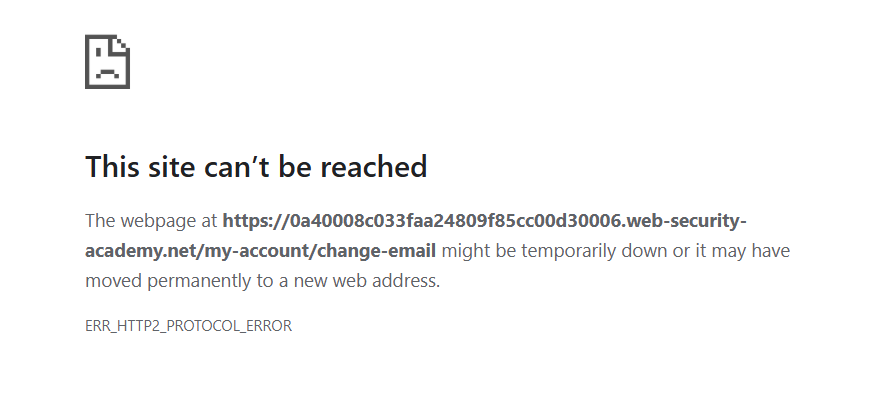 This site can’t be reached
The webpage at https://0a40008c033faa24809f85cc00d30006.web-security-
academy.net/my-account/change-email might be temporarily down or it may have
moved permanently to a new web address.
ERR_HTTP2_PROTOCOL_ERROR